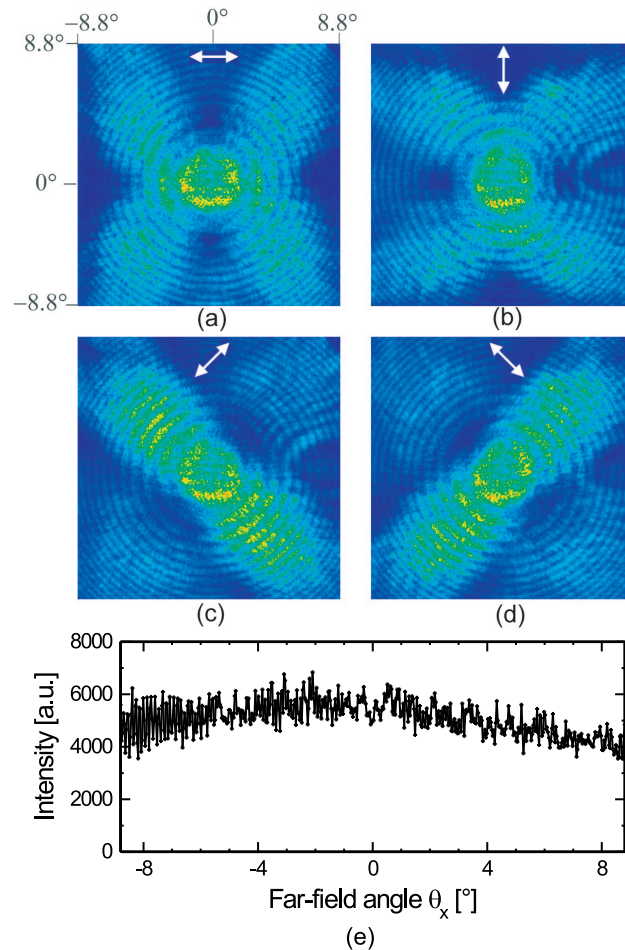 −8.8° 0° 8.8°
8.8°
0°
−8.8°
(a) (b)
(c) (d)
8000
6000
4000
2000
0
Intensity [a.u.]
-8 -4 0 4 8
Far-field angle θx [°]
(e)